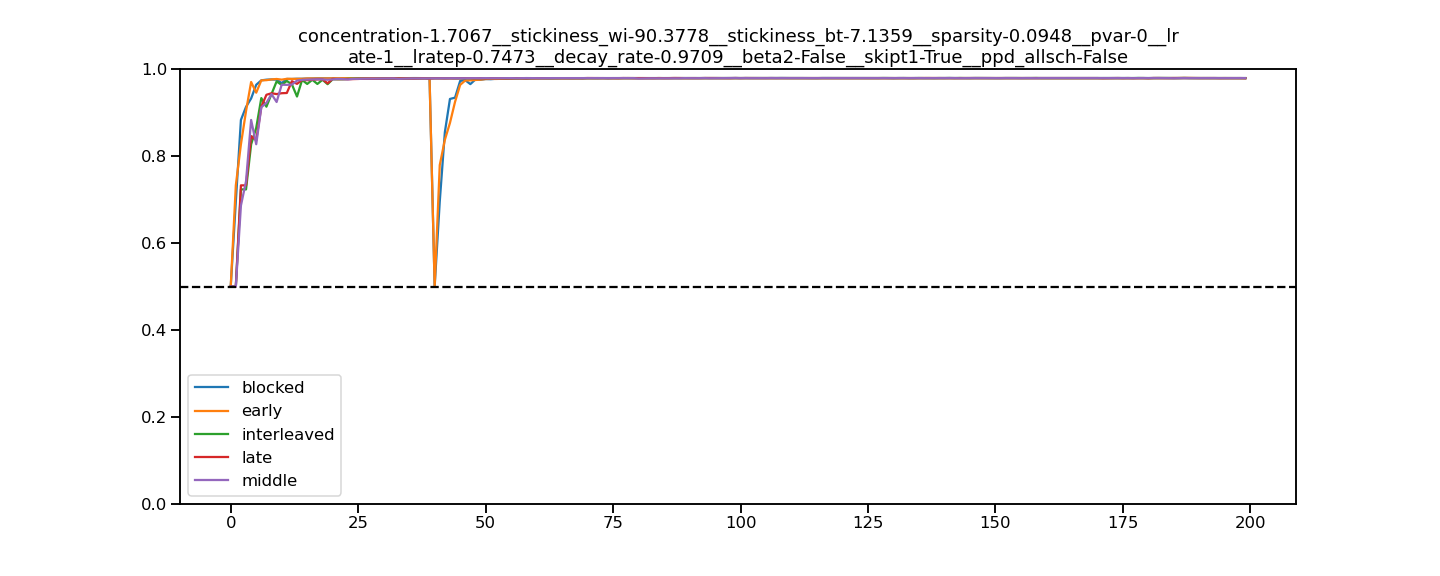 concentration-1.7067__stickiness_wi-90.3778__stickiness_bt-7.1359__sparsity-0.0948__pvar-0__lr
ate-1__lratep-0.7473__decay_rate-0.9709__beta2-False__skipt1-True__ppd_allsch-False
1.0
0.8
0.6
0.4
0.2
0.0
blocked
early
interleaved
late
middle
0 25 50 75 100 125 150 175 200